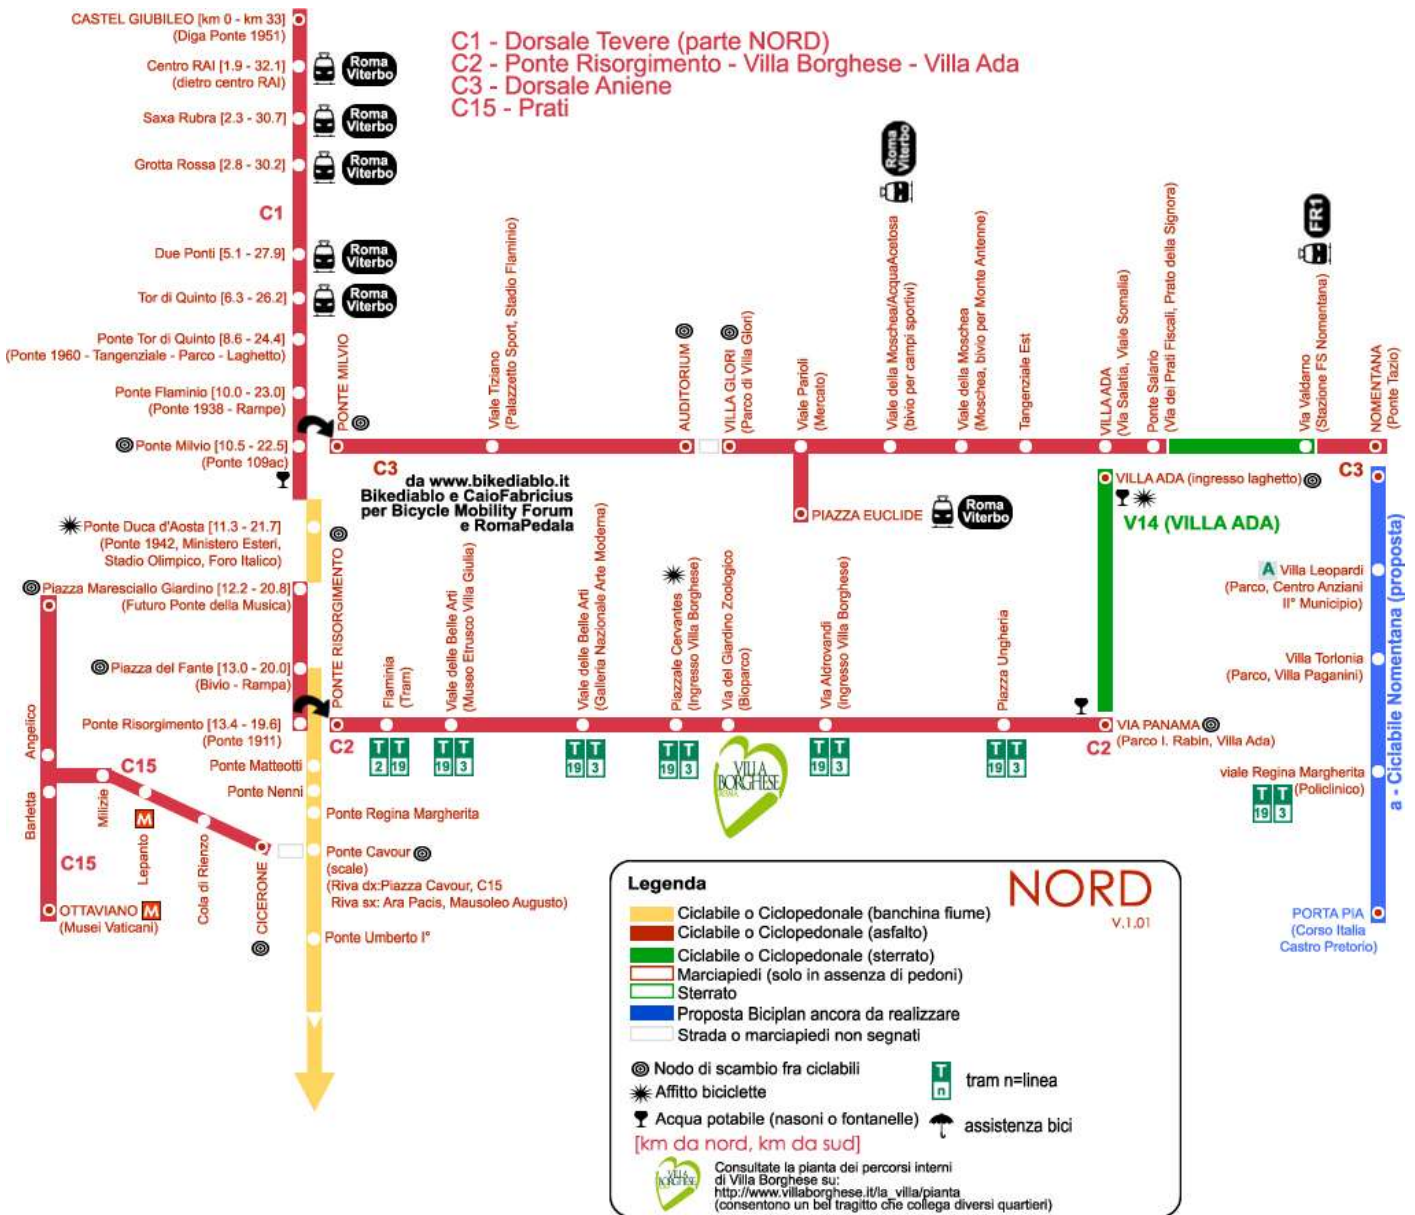 C1 - Dorsale Tevere (parte NORD)
C2 - Ponte Risorgimento - Villa Borghese - Villa Ada
C3 - Dorsale Aniene
C15 - Prati
CASTEL GIUBILEO [km 0 - km 33]
(Diga Ponte 1951)
Centro RAI [1.9 - 32.1]
(dietro centro RAI)
Roma
Viterbo
Saxa Rubra [2.3 - 30.7]
Roma
Viterbo
Grotta Rossa [2.8 - 30.2]
Roma
Viterbo
C1
Due Ponti [5.1 - 27.9]
Roma
Viterbo
Tor di Quinto [6.3 - 26.2]
Roma
Viterbo
Ponte Tor di Quinto [8.6 - 24.4]
(Ponte 1960 - Tangenziale - Parco - Laghetto)
Ponte Flaminio [10.0 - 23.0]
(Ponte 1938 - Rampe)
Ponte Milvio [10.5 - 22.5]
(Ponte 109ac)
Ponte Duca d'Aosta [11.3 - 21.7]
(Ponte 1942, Ministero Esteri,
Stadio Olimpico, Foro Italico)
Piazza Maresciallo Giardino [12.2 - 20.8]
(Futuro Ponte della Musica)
Piazza del Fante [13.0 - 20.0]
(Bivio - Rampa)
Ponte Risorgimento [13.4 - 19.6]
(Ponte 1911)
Ponte Matteotti
Ponte Nenni
Ponte Regina Margherita
Ponte Cavour
(scale)
(Riva dx:Piazza Cavour, C15
Riva sx: Ara Pacis, Mausoleo Augusto)
Ponte Umberto I°
Angelico
Barletta
C15
C15
Milizie
Lepanto
M
Cola di Rienzo
CICERONE
OTTAVIANO M
(Musei Vaticani)
PONTE MILVIO
C3
Viale Tiziano
(Palazzetto Sport, Stadio Flaminio)
AUDITORIUM
VILLA GLORI
(Parco di Villa Glori)
Viale Parioli
(Mercato)
PIAZZA EUCLIDE
Roma
Viterbo
Roma
Viterbo
Viale della Moschea/AcquaAcetosa
(bivio per campi sportivi)
Viale della Moschea
(Moschea, bivio per Monte Antenne)
Tangenziale Est
VILLA ADA
(Via Salatia, Viale Somalia)
Ponte Salario
(Via dei Prati Fiscali, Prato della Signora)
FR1
Via Valdarno
(Stazione FS Nomentana)
NOMENTANA
(Ponte Tazio)
C3
da www.bikediablo.it
Bikediablo e CaioFabricius
per Bicycle Mobility Forum
e RomaPedala
PONTE RISORGIMENTO
C2
Flaminia
(Tram)
T T
2 19
Viale delle Belle Arti
(Museo Etrusco Villa Giulia)
T T
19 3
Viale delle Belle Arti
(Galleria Nazionale Arte Moderna)
T T
19 3
Piazzale Cervantes
(Ingresso Villa Borghese)
T T
19 3
Via del Giardino Zoologico
(Bioparco)
VILLA
BORGHESE
ROMA
Via Aldrovandi
(ingresso Villa Borghese)
T T
19 3
Piazza Ungheria
T T
19 3
C2
VIA PANAMA
(Parco I. Rabin, Villa Ada)
VILLA ADA (ingresso laghetto)
V14 (VILLA ADA)
A Villa Leopardi
(Parco, Centro Anziani
II° Municipio)
Villa Torlonia
(Parco, Villa Paganini)
viale Regina Margherita
(Policlinico)
T T
19 3
PORTA PIA
(Corso Italia
Castro Pretorio)
a - Ciclabile Nomentana (proposta)
Legenda
NORD
V.1.01
Ciclabile o Ciclopedonale (banchina fiume)
Ciclabile o Ciclopedonale (asfalto)
Ciclabile o Ciclopedonale (sterrato)
Marciapiedi (solo in assenza di pedoni)
Sterrato
Proposta Biciplan ancora da realizzare
Strada o marciapiedi non segnati
Nodo di scambio fra ciclabili
Affitto biciclette
Acqua potabile (nasoni o fontanelle)
T
n
tram n=linea
assistenza bici
[km da nord, km da sud]
VILLA
BORGHESE
Consultate la pianta dei percorsi interni
di Villa Borghese su:
http://www.villaborghese.it/la_villa/pianta
(consentono un bel tragitto che collega diversi quartieri)